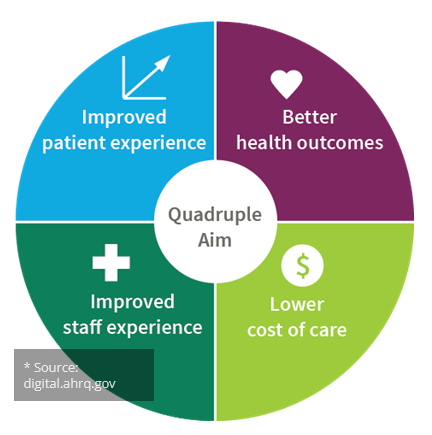 Improved
patient experience
Better
health outcomes
Quadruple
Aim
Improved
staff experience
$
Lower
cost of care
* Source:
digital.ahrq.gov